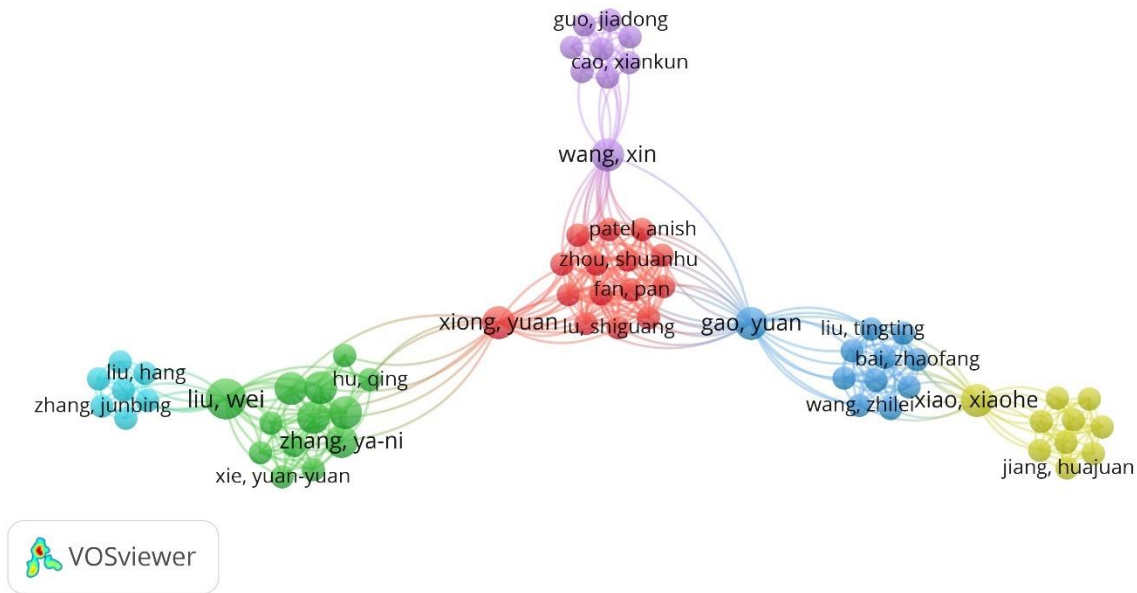 guo, jiadong
cao, xiankun
wang, xin
patel, anish
zhou, shuanhu
fan, pan
xiong, yuan
lu, shiguang
gao, yuan
liu, tingting
bai, zhaofang
wang, zhilei
xiao, xiaohe
jiang, huajuan
liu, hang
zhang, junbing
liu, wei
hu, qing
zhang, ya-ni
xie, yuan-yuan
VOSviewer